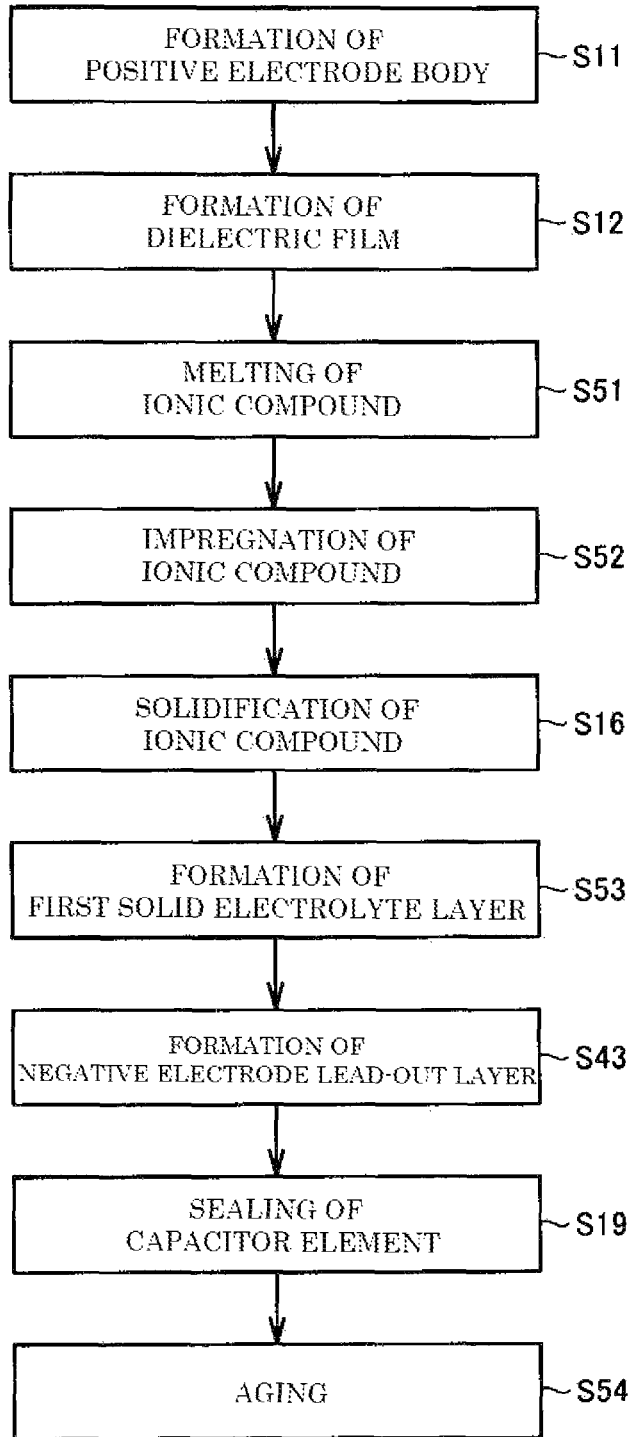 FORMATION OF
POSITIVE ELECTRODE BODY
S11
FORMATION OF
DIELECTRIC FILM
S12
MELTING OF
IONIC COMPOUND
S51
IMPREGNATION OF
IONIC COMPOUND
S52
SOLIDIFICATION OF
IONIC COMPOUND
S16
FORMATION OF
FIRST SOLID ELECTROLYTE LAYER
S53
FORMATION OF
NEGATIVE ELECTRODE LEAD-OUT LAYER
S43
SEALING OF
CAPACITOR ELEMENT
S19
AGING
S54